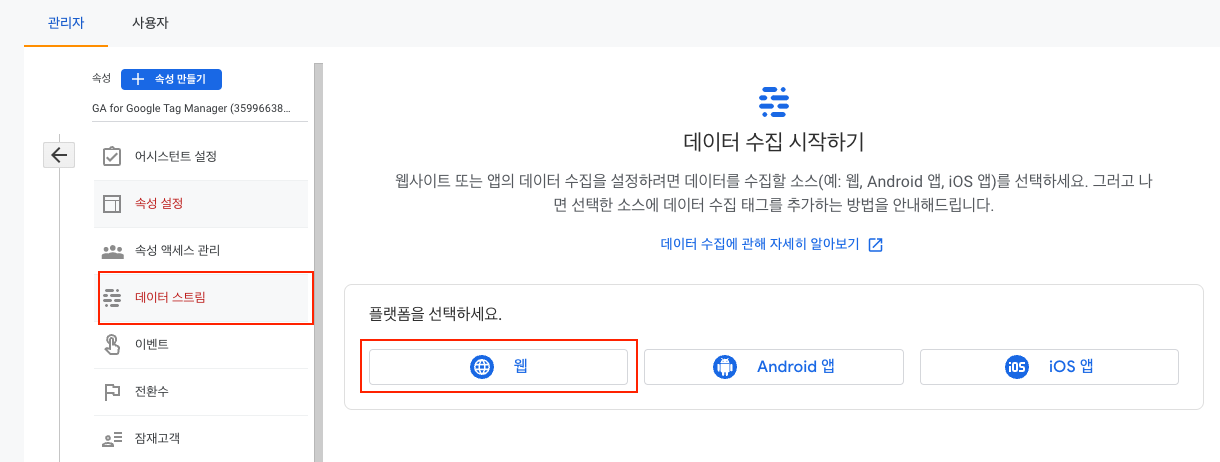 관리자 사용자
속성 속성 만들기
GA for Google Tag Manager (35996638...
어시스턴트 설정
속성 설정
속성 액세스 관리
데이터 스트림
이벤트
전환수
잠재고객
데이터 수집 시작하기
웹사이트 또는 앱의 데이터 수집을 설정하려면 데이터를 수집할 소스(예: 웹, Android 앱, iOS 앱)를 선택하세요. 그러고 나
면 선택한 소스에 데이터 수집 태그를 추가하는 방법을 안내해드립니다.
데이터 수집에 관해 자세히 알아보기
플랫폼을 선택하세요.
웹 Android 앱 iOS iOS 앱